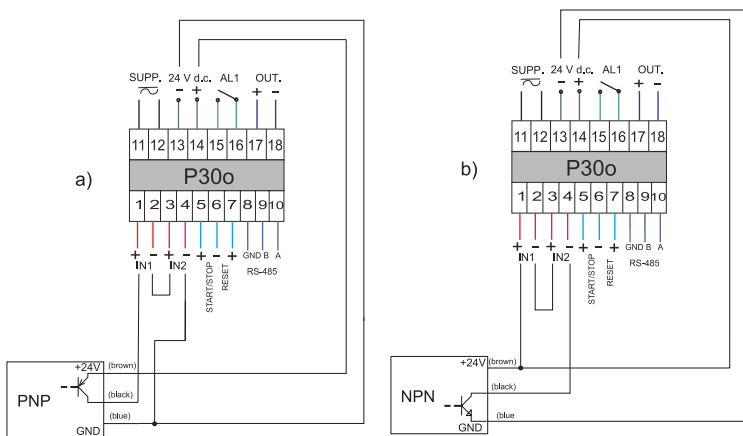 a)
24 V d.c.
SUPP.
AL1
OUT.
- +
+ -
11 12 13 14 15 16 17 18
P30o
1 2 3 4 5 6 7 8 9 10
+ - + - + - +
GND B A
IN1
IN2
START/STOP
RESET
RS-485
+24V
(brown)
PNP
(black)
(blue)
GND
b)
24 V d.c.
SUPP.
AL1
OUT.
- +
+ -
11 12 13 14 15 16 17 18
P30o
1 2 3 4 5 6 7 8 9 10
+ - + - + - +
GND B A
IN1
IN2
START/STOP
RESET
RS-485
+24V
(brown)
NPN
(black)
(blue
GND